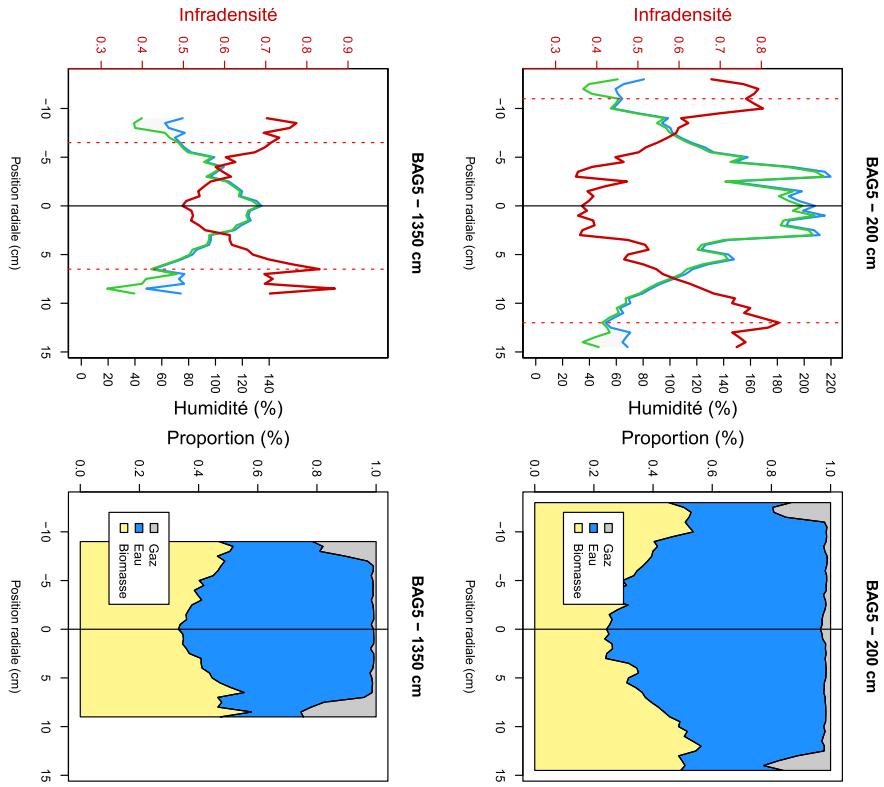 Infradensité
0.3 0.4 0.5 0.6 0.7 0.8 0.9
−10 −5 0 5 10 15
Position radiale (cm)
BAG5 − 1350 cm
0 20 40 60 80 100 120 140
Humidité (%)
Infradensité
0.3 0.4 0.5 0.6 0.7 0.8
−10 −5 0 5 10 15
Position radiale (cm)
BAG5 − 200 cm
0 20 40 60 80 100 120 140 160 180 200 220
Humidité (%)
Proportion (%)
0.0 0.2 0.4 0.6 0.8 1.0
−10 −5 0 5 10 15
Position radiale (cm)
BAG5 − 1350 cm
Gaz
Eau
Biomasse
Proportion (%)
0.0 0.2 0.4 0.6 0.8 1.0
−10 −5 0 5 10 15
Position radiale (cm)
BAG5 − 200 cm
Gaz
Eau
Biomasse